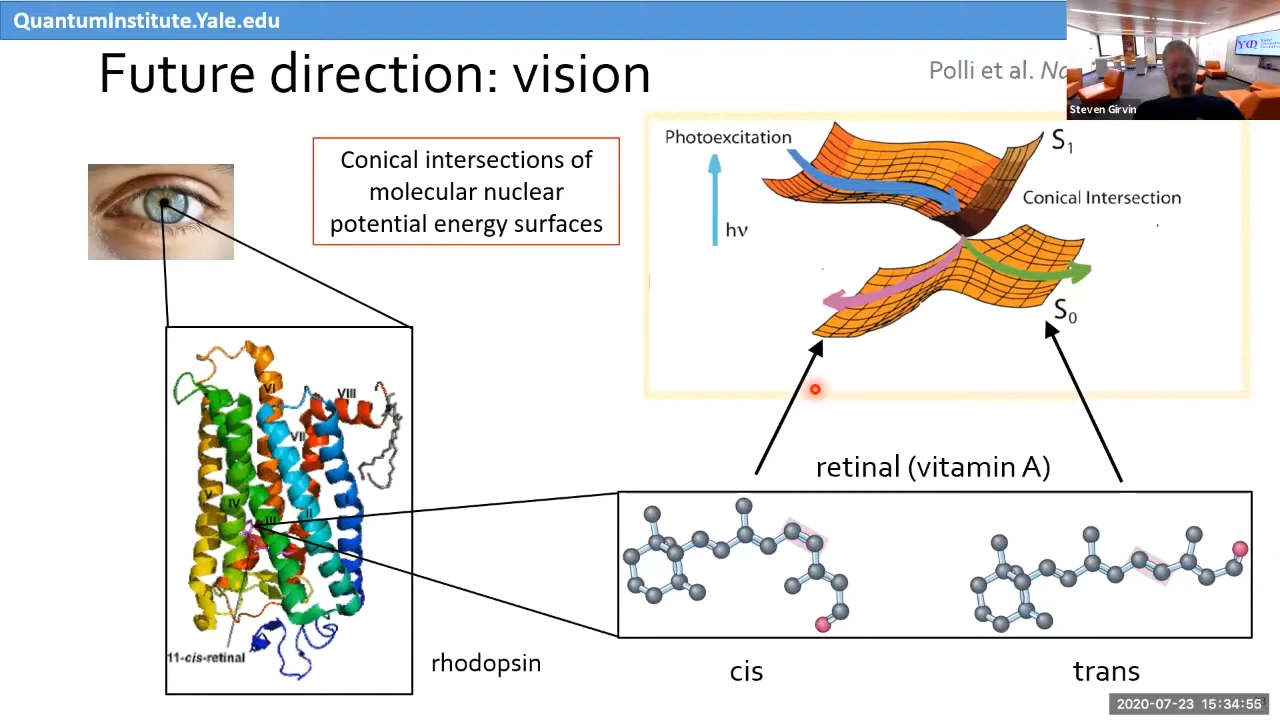 QuantumInstitute.Yale.edu
Future direction: vision
Polli et al.
Steven Girvin
Conical intersections of
molecular nuclear
potential energy surfaces
Photoexcitation
hν
S1
Conical Intersection
S0
VI
VIII
VII
V
IV
III
II
I
11-cis-retinal
rhodopsin
retinal (vitamin A)
cis
trans
2020-07-23 15:34:56